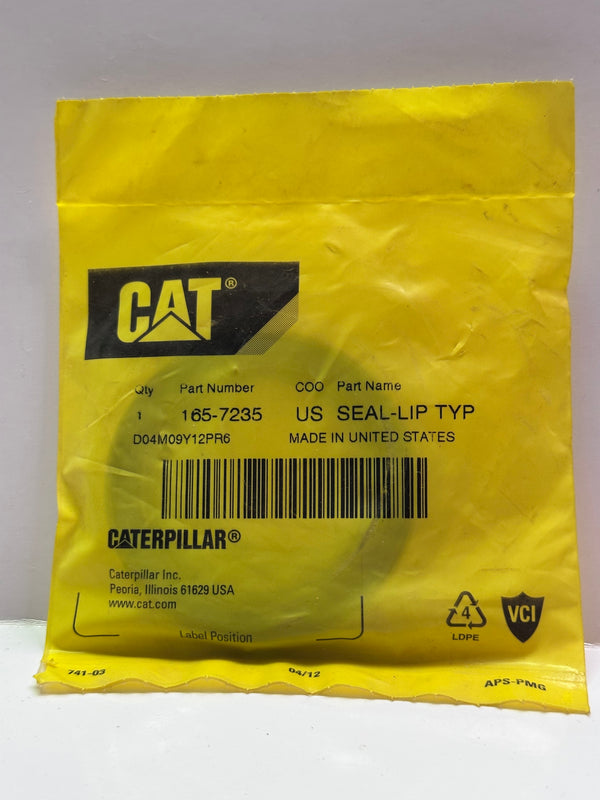 CAT®
Qty Part Number COO Part Name
1 165-7235 US SEAL-LIP TYP
D04M09Y12PR6 MADE IN UNITED STATES
CATERPILLAR®
Caterpillar Inc.
Peoria, Illinois 61629 USA
www.cat.com
Label Position
4
LDPE
VCI
741-03 04/12 APS-PMG